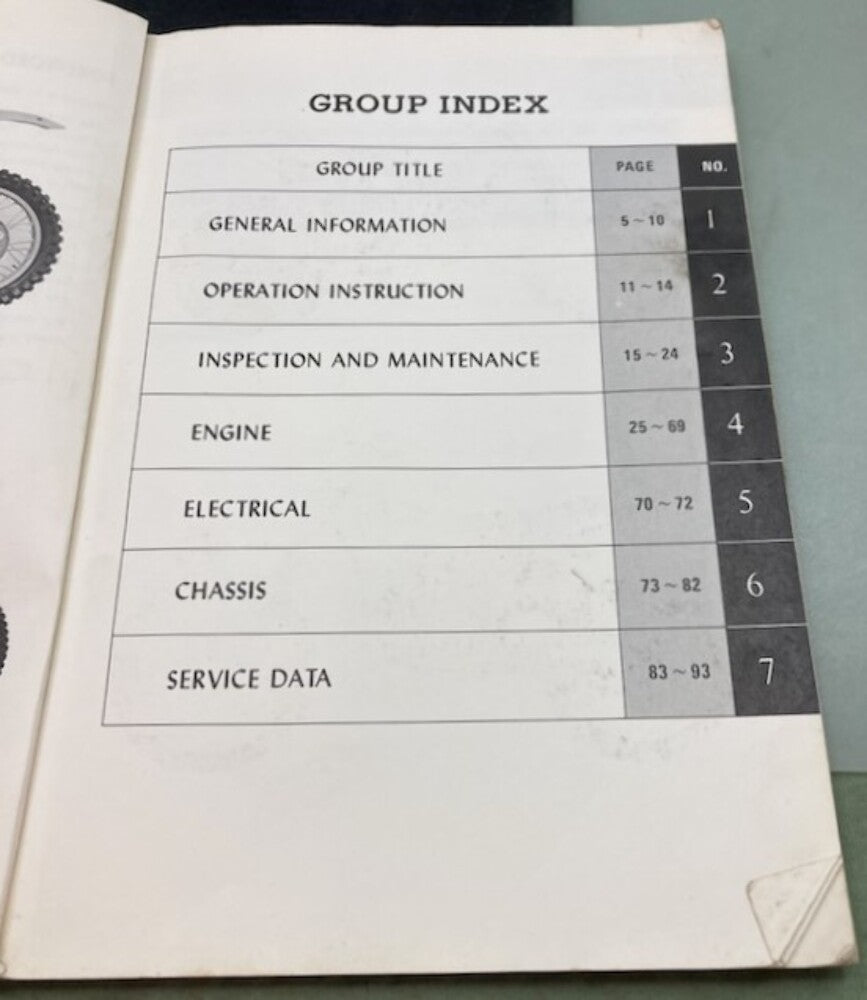 GROUP INDEX
GROUP TITLE PAGE NO.
GENERAL INFORMATION 5 ~ 10 1
OPERATION INSTRUCTION 11 ~ 14 2
INSPECTION AND MAINTENANCE 15 ~ 24 3
ENGINE 25 ~ 69 4
ELECTRICAL 70 ~ 72 5
CHASSIS 73 ~ 82 6
SERVICE DATA 83 ~ 93 7